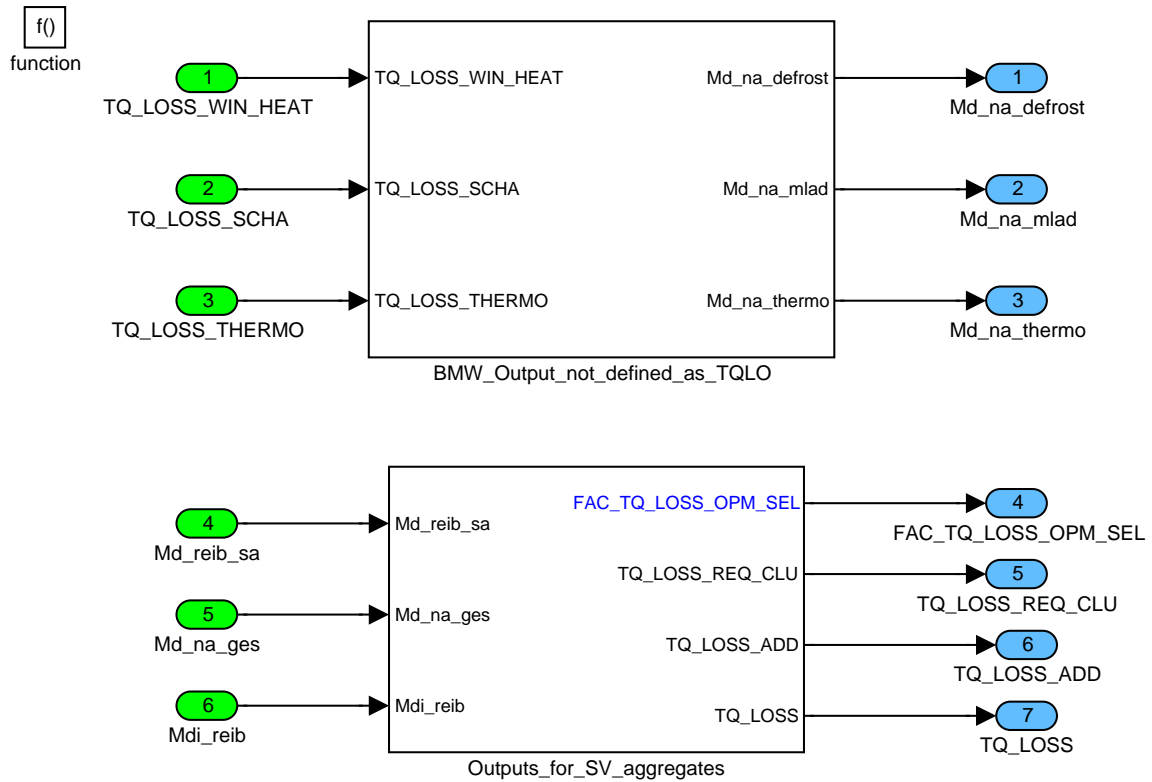 f()
function
1
TQ_LOSS_WIN_HEAT
TQ_LOSS_WIN_HEAT
Md_na_defrost
1
Md_na_defrost
2
TQ_LOSS_SCHA
TQ_LOSS_SCHA
Md_na_mlad
2
Md_na_mlad
3
TQ_LOSS_THERMO
TQ_LOSS_THERMO
Md_na_thermo
3
Md_na_thermo
BMW_Output_not_defined_as_TQLO
4
Md_reib_sa
Md_reib_sa
FAC_TQ_LOSS_OPM_SEL
4
FAC_TQ_LOSS_OPM_SEL
TQ_LOSS_REQ_CLU
5
TQ_LOSS_REQ_CLU
5
Md_na_ges
Md_na_ges
TQ_LOSS_ADD
6
TQ_LOSS_ADD
6
Mdi_reib
Mdi_reib
TQ_LOSS
7
TQ_LOSS
Outputs_for_SV_aggregates